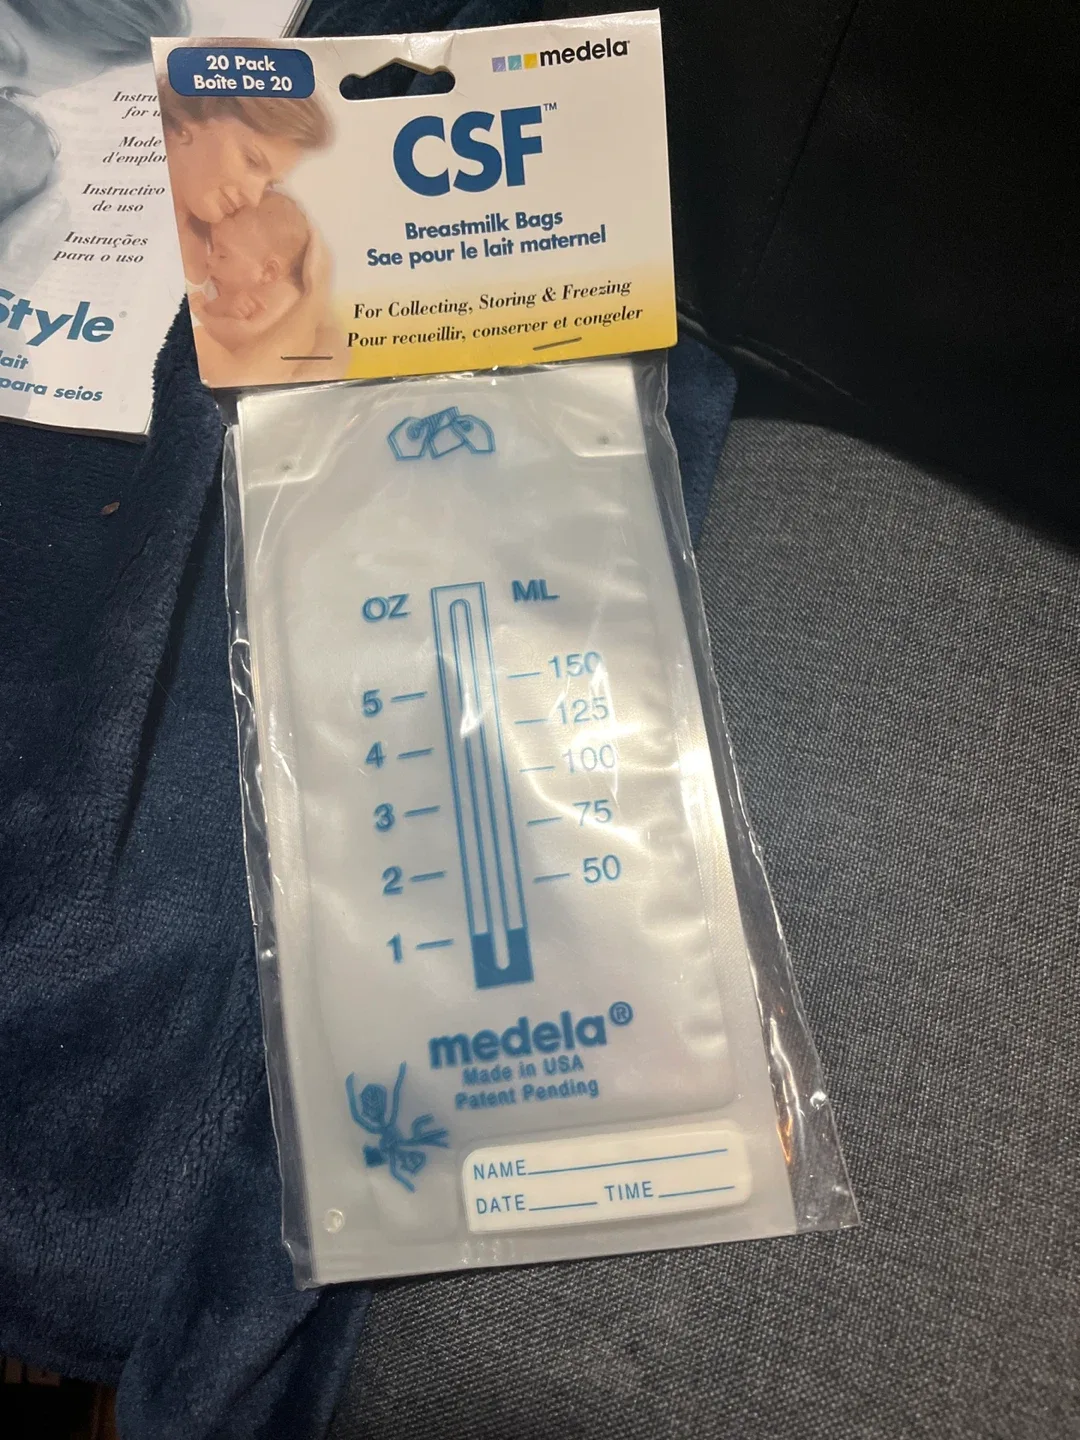 20 Pack
Boîte De 20
medela
CSF™
Breastmilk Bags
Sae pour le lait maternel
For Collecting, Storing & Freezing
Pour recueillir, conserver et congeler
Instru
for u
Mode
d'emploi
Instructivo
de uso
Instruções
para o uso
Style®
lait
para seios
OZ ML
150
5 125
4 100
3 75
2 50
1
medela®
Made in USA
Patent Pending
NAME
DATE TIME